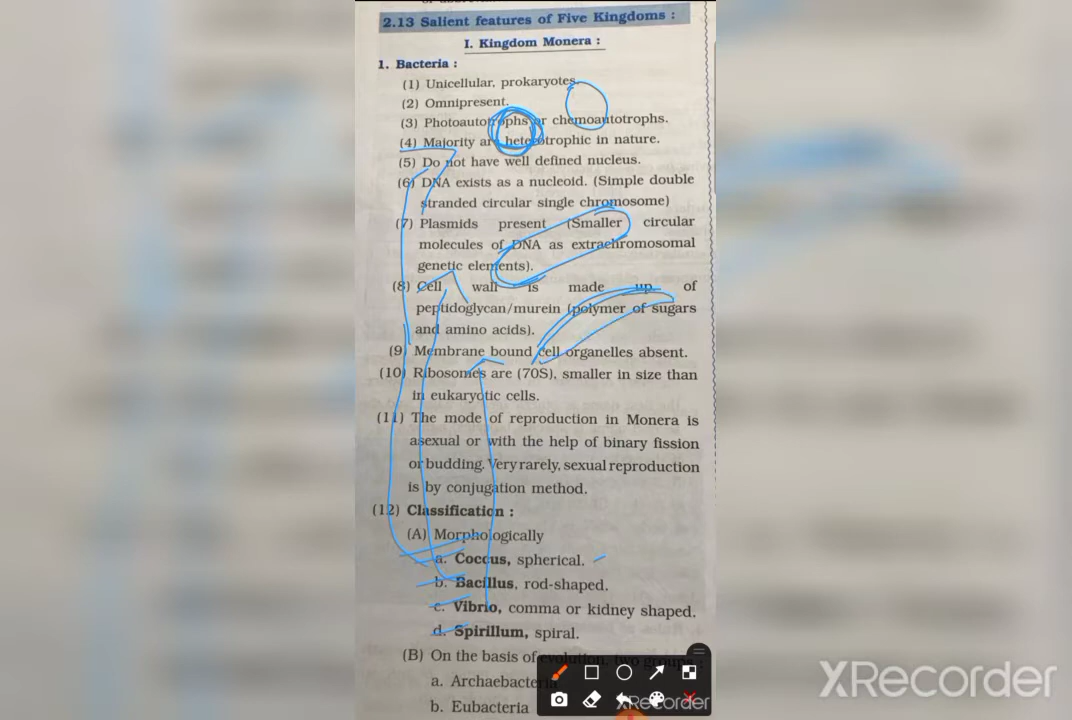 2.13 Salient features of Five Kingdoms :
I. Kingdom Monera :
1. Bacteria :
(1) Unicellular, prokaryotes.
(2) Omnipresent.
(3) Photoautotrophs or chemoautotrophs.
(4) Majority are heterotrophic in nature.
(5) Do not have well defined nucleus.
(6) DNA exists as a nucleoid. (Simple double
stranded circular single chromosome)
(7) Plasmids present (Smaller circular
molecules of DNA as extrachromosomal
genetic elements).
(8) Cell wall is made up of
peptidoglycan/murein (polymer of sugars
and amino acids).
(9) Membrane bound cell organelles absent.
(10) Ribosomes are (70S), smaller in size than
in eukaryotic cells.
(11) The mode of reproduction in Monera is
asexual or with the help of binary fission
or budding. Very rarely, sexual reproduction
is by conjugation method.
(12) Classification :
(A) Morphologically
a. Coccus, spherical.
b. Bacillus, rod-shaped.
c. Vibrio, comma or kidney shaped.
d. Spirillum, spiral.
(B) On the basis of evolution, two groups :
a. Archaebacteria
b. Eubacteria
XRecorder
XRecorder